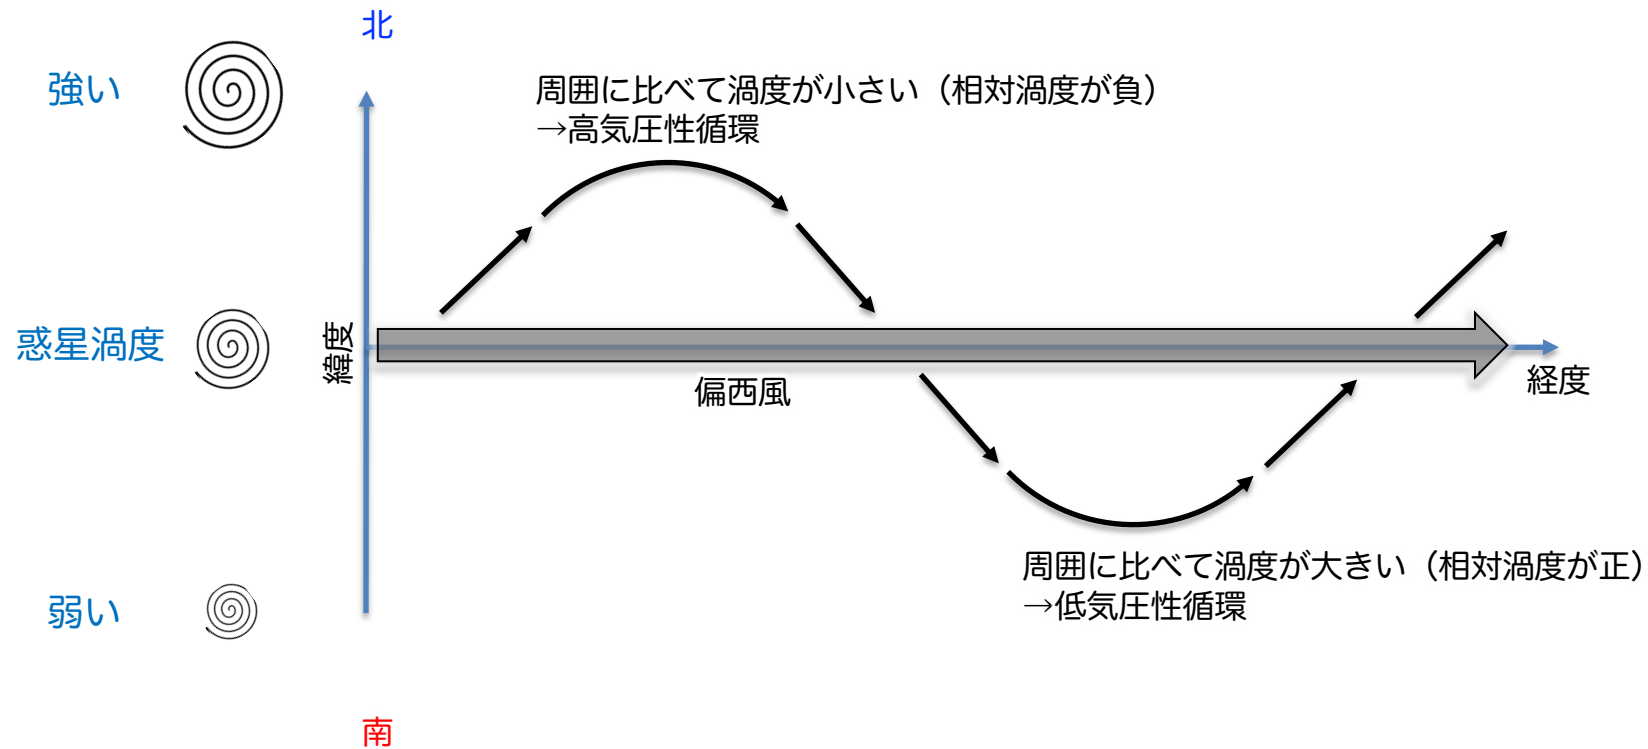 北
強い
周囲に比べて渦度が小さい（相対渦度が負）
→高気圧性循環
惑星渦度
緯度
偏西風
経度
周囲に比べて渦度が大きい（相対渦度が正）
→低気圧性循環
弱い
南